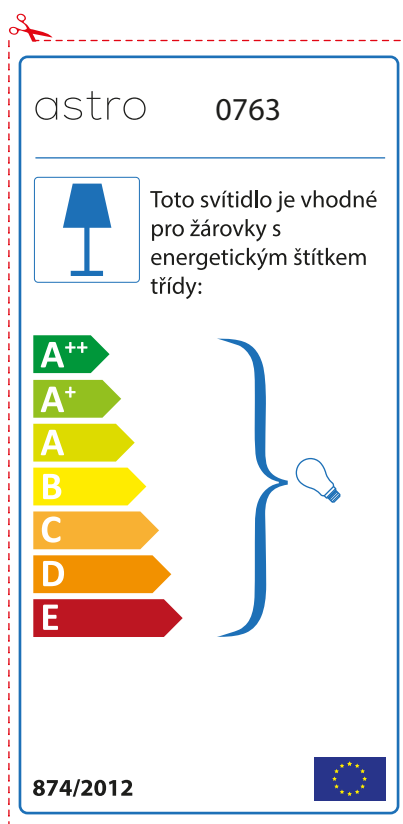 astro 0763
Toto svítidlo je vhodné
pro žárovky s
energetickým štítkem
třídy:
A++
A+
A
B
C
D
E
874/2012